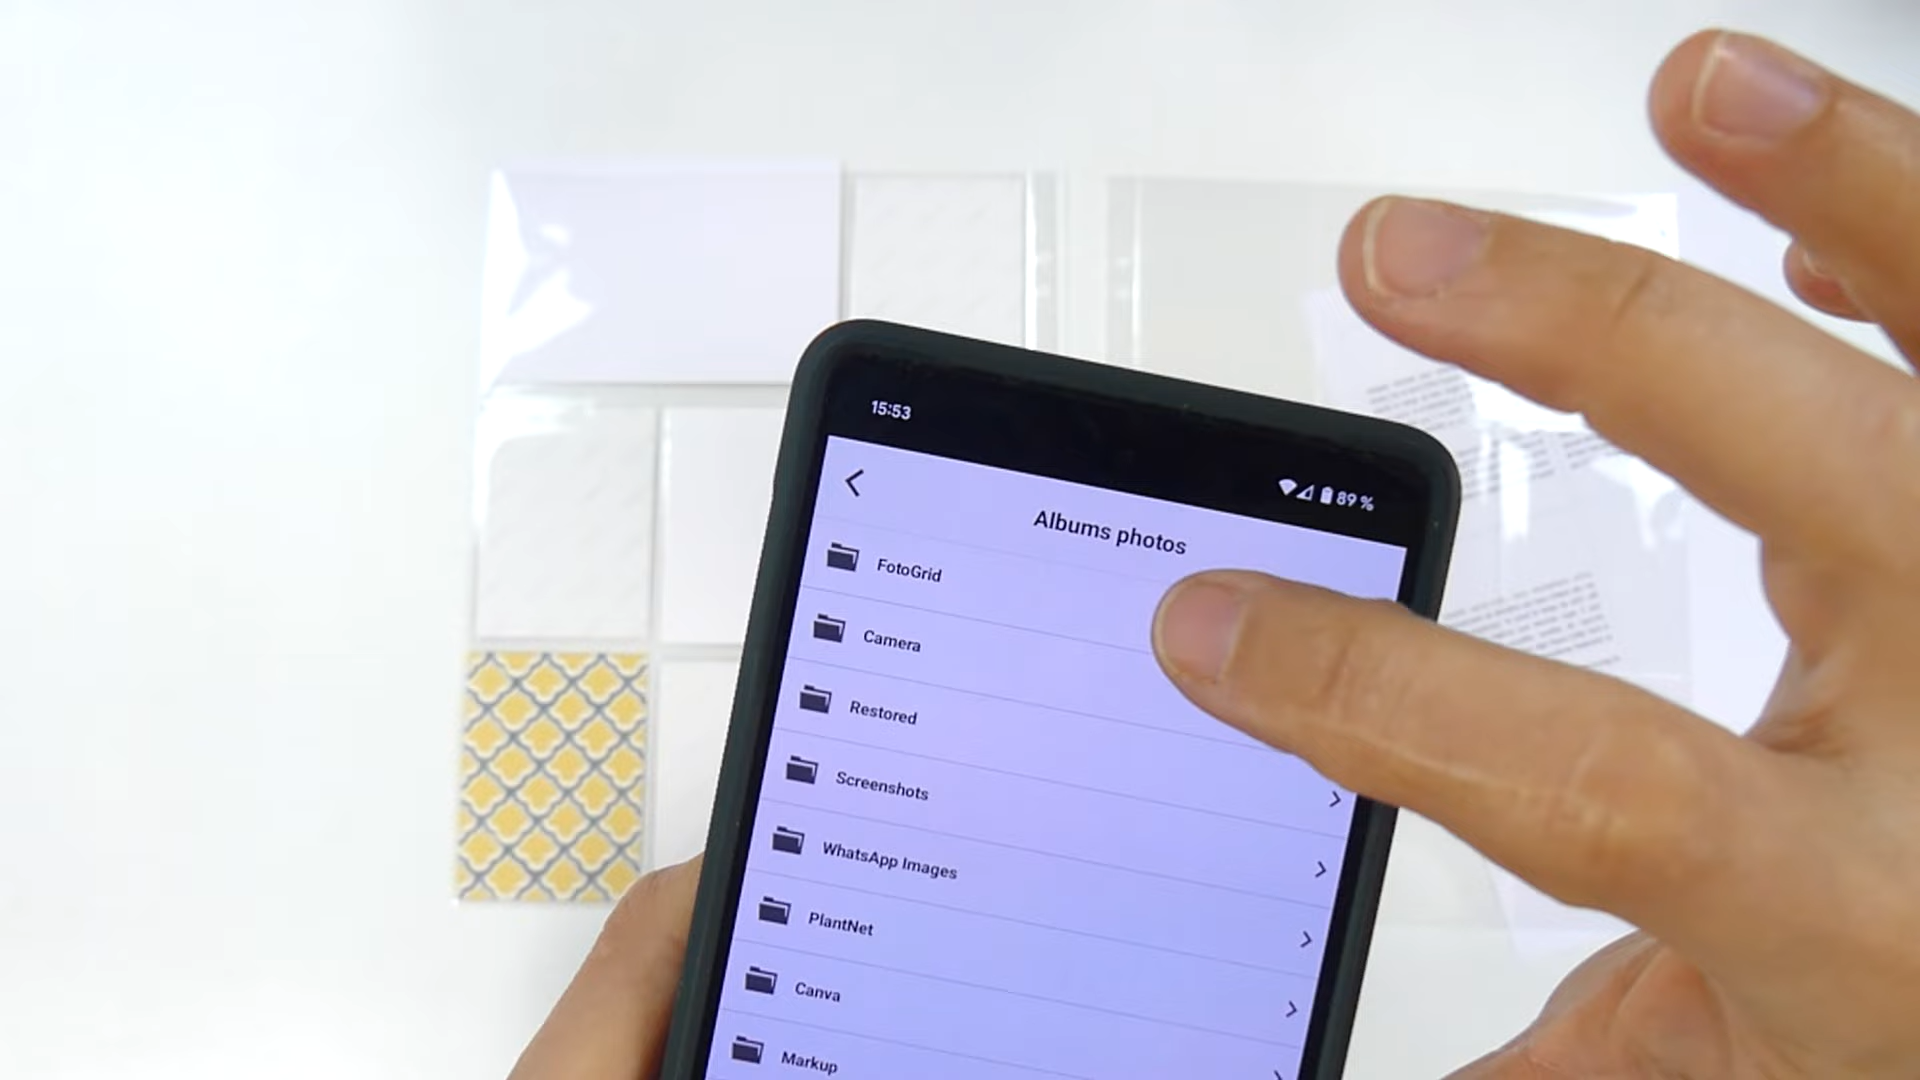 15:53
89 %
Albums photos
FotoGrid
Camera
Restored
Screenshots
WhatsApp Images
PlantNet
Canva
Markup